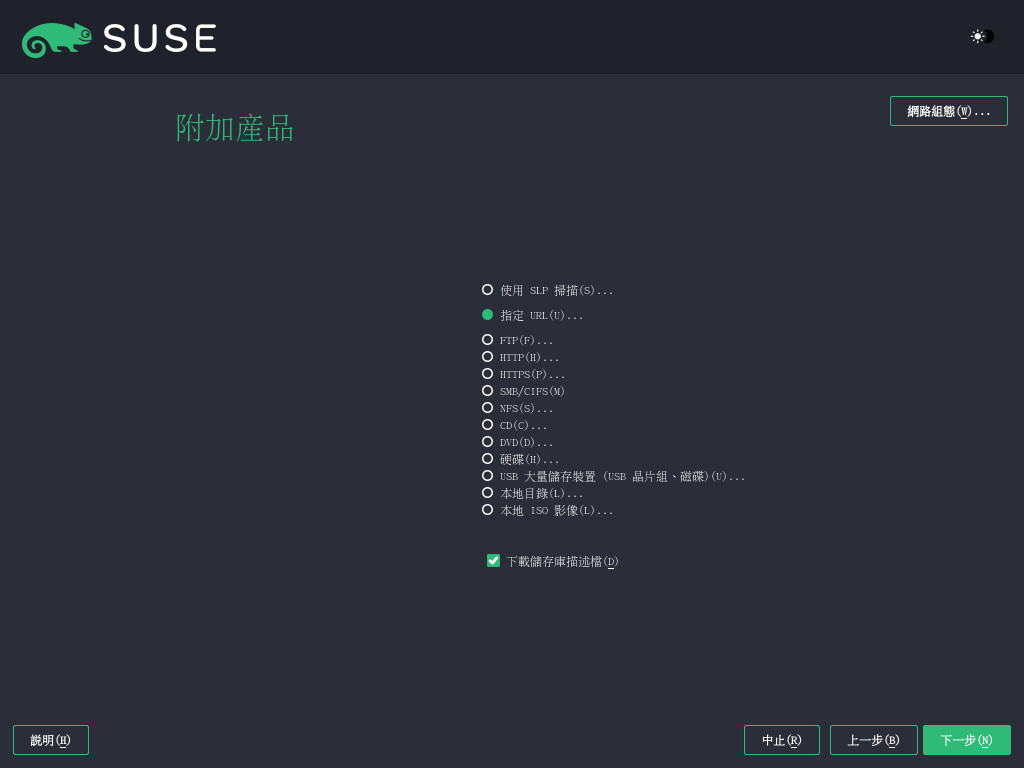 SUSE
網路組態(W)...
附加産品
使用 SLP 掃描(S)...
指定 URL(U)...
FTP(F)...
HTTP(H)...
HTTPS(P)...
SMB/CIFS(M)
NFS(S)...
CD(C)...
DVD(D)...
硬碟(H)...
USB 大量儲存裝置 (USB 晶片組、磁碟)(U)...
本地目錄(L)...
本地 ISO 影像(L)...
下載儲存庫描述檔(D)
說明(H)
中止(R)
上一步(B)
下一步(N)